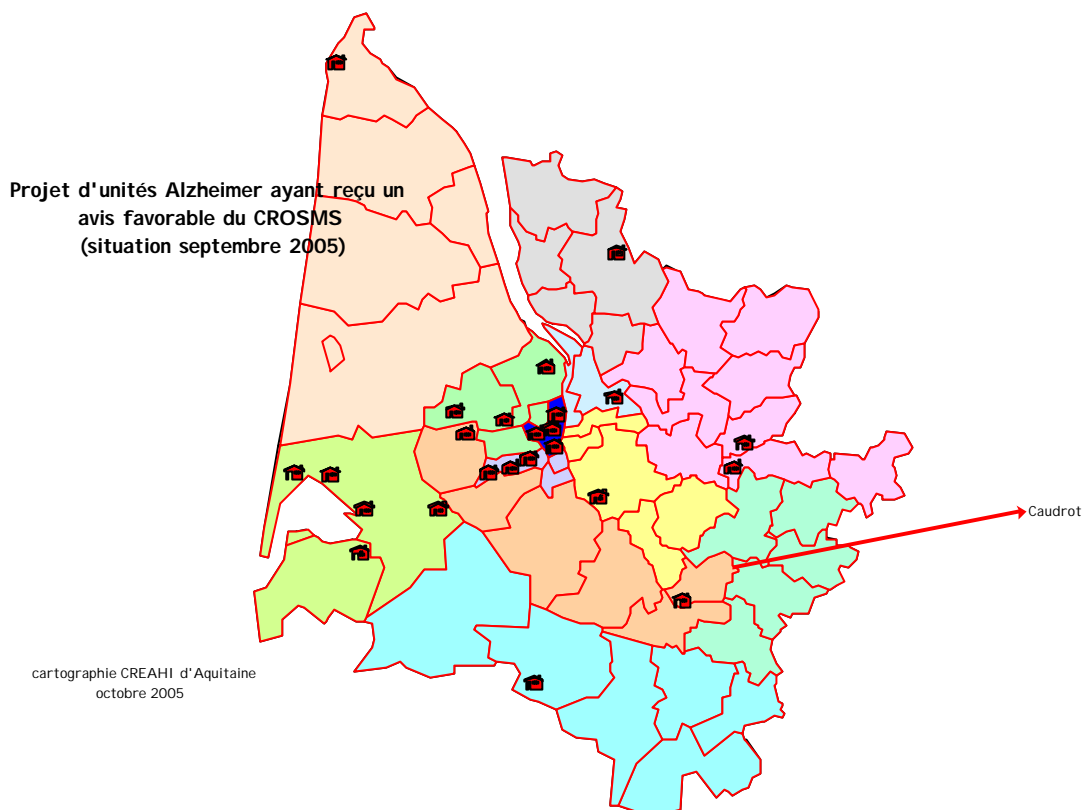 Projet d'unités Alzheimer ayant reçu un
avis favorable du CROSMS
(situation septembre 2005)
Caudrot
cartographie CREAHI d'Aquitaine
octobre 2005